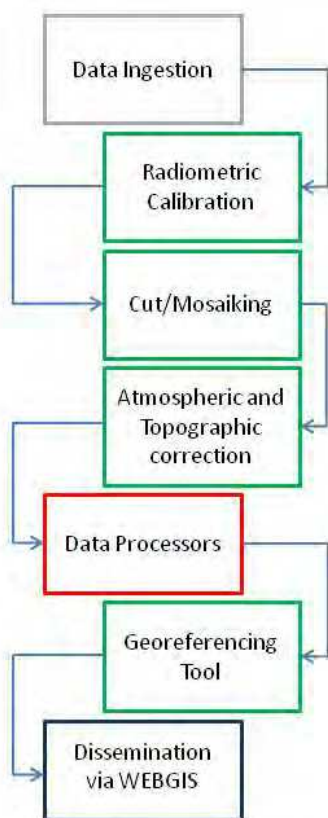 Data Ingestion
Radiometric
Calibration
Cut/Mosaiking
Atmospheric and
Topographic
correction
Data Processors
Georeferencing
Tool
Dissemination
via WEBGIS